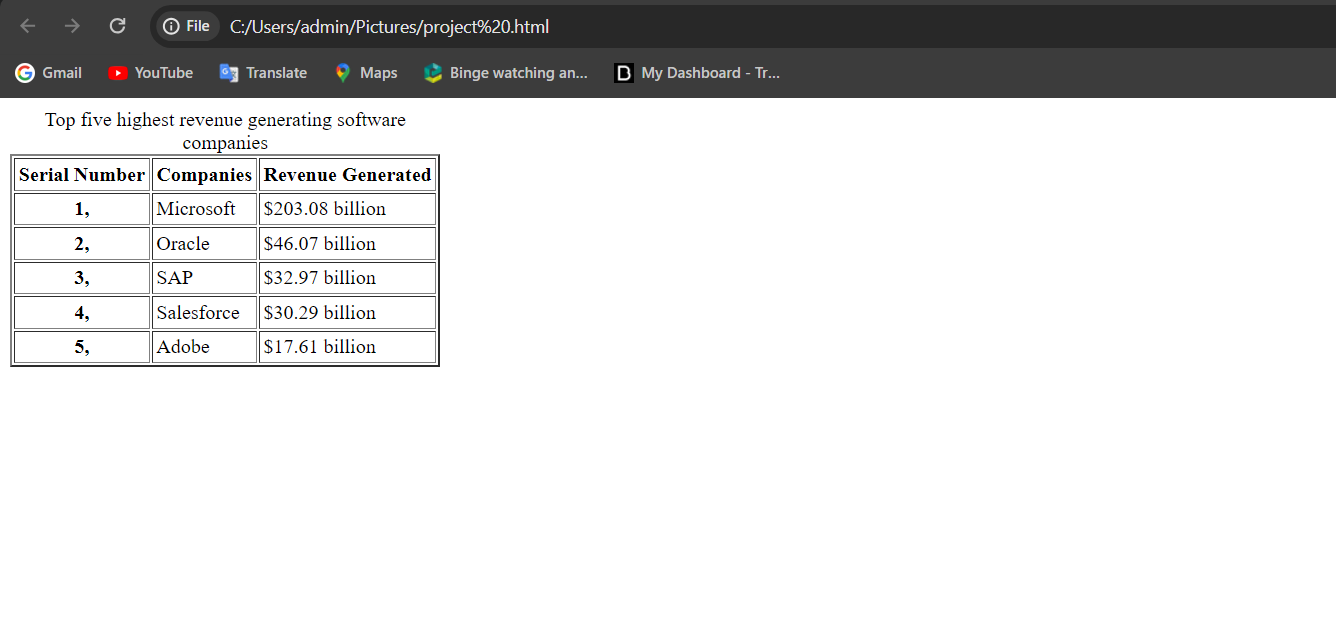 File C:/Users/admin/Pictures/project%20.html
Gmail YouTube Translate Maps Binge watching an... My Dashboard - Tr...
Top five highest revenue generating software
companies
Serial Number Companies Revenue Generated
1, Microsoft $203.08 billion
2, Oracle $46.07 billion
3, SAP $32.97 billion
4, Salesforce $30.29 billion
5, Adobe $17.61 billion